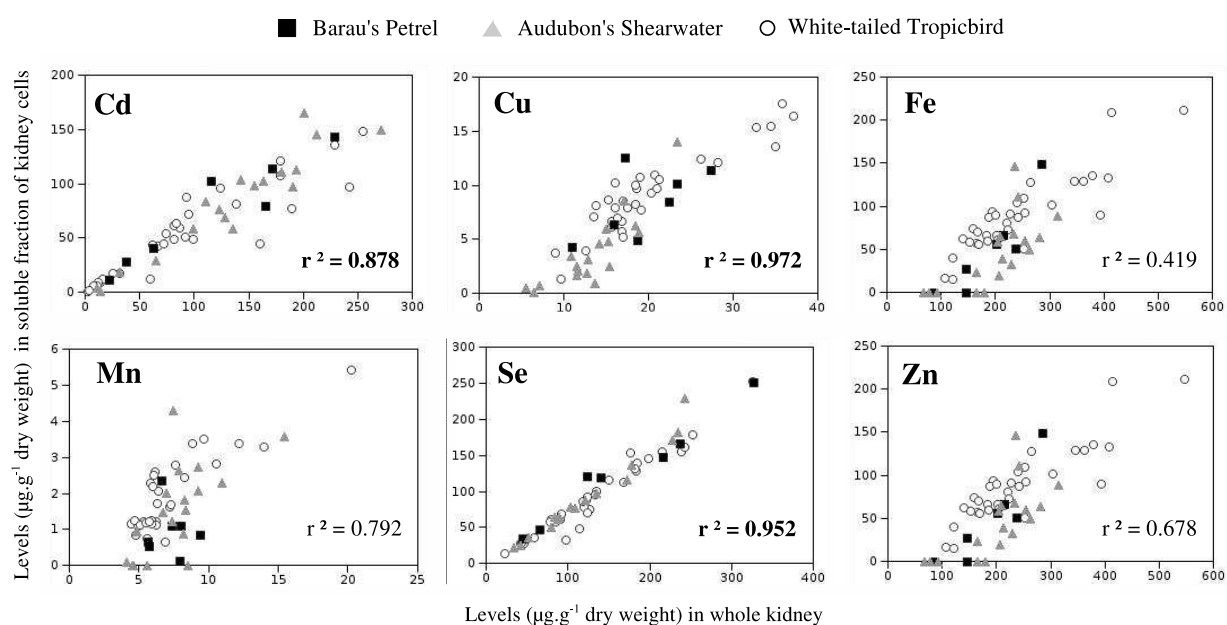 Barau's Petrel Audubon's Shearwater White-tailed Tropicbird
Levels (µg.g⁻¹ dry weight) in soluble fraction of kidney cells
Cd
200
150
100
50
0
0 50 100 150 200 250 300
r ² = 0.878
Cu
20
15
10
5
0
0 10 20 30 40
r ² = 0.972
Fe
250
200
150
100
50
0
0 100 200 300 400 500 600
r ² = 0.419
Mn
6
5
4
3
2
1
0
0 5 10 15 20 25
r ² = 0.792
Se
300
250
200
150
100
50
0
0 100 200 300 400
r ² = 0.952
Zn
250
200
150
100
50
0
0 100 200 300 400 500 600
r ² = 0.678
Levels (µg.g⁻¹ dry weight) in whole kidney